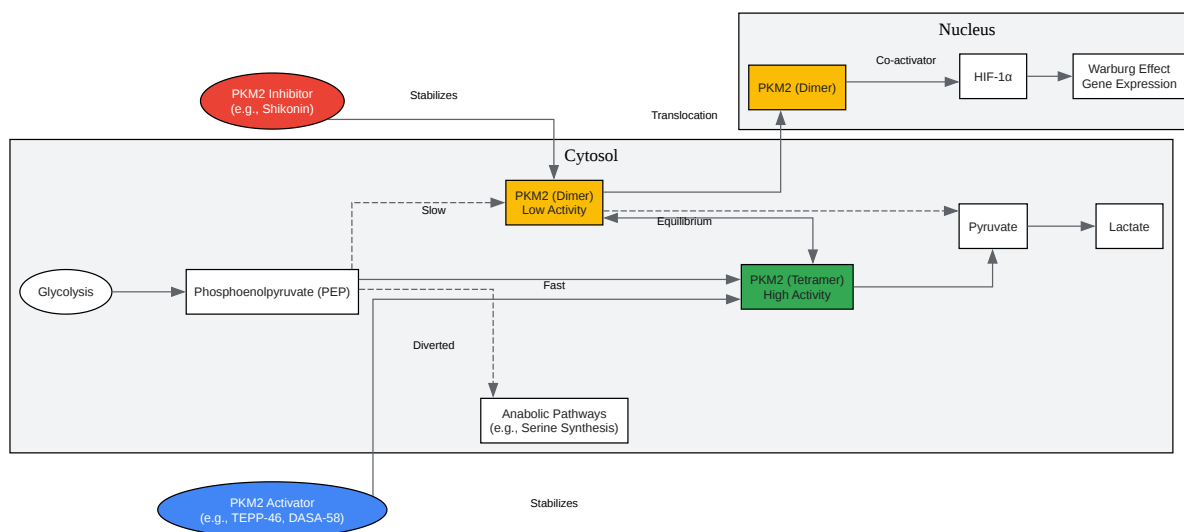 Nucleus
Co-activator
PKM2 (Dimer)
HIF-1α
Warburg Effect
Gene Expression
PKM2 Inhibitor
(e.g., Shikonin)
Stabilizes
Translocation
Cytosol
PKM2 (Dimer)
Low Activity
Slow
Equilibrium
Pyruvate
Lactate
Glycolysis
Phosphoenolpyruvate (PEP)
Fast
PKM2 (Tetramer)
High Activity
Diverted
Anabolic Pathways
(e.g., Serine Synthesis)
PKM2 Activator
(e.g., TEPP-46, DASA-58)
Stabilizes